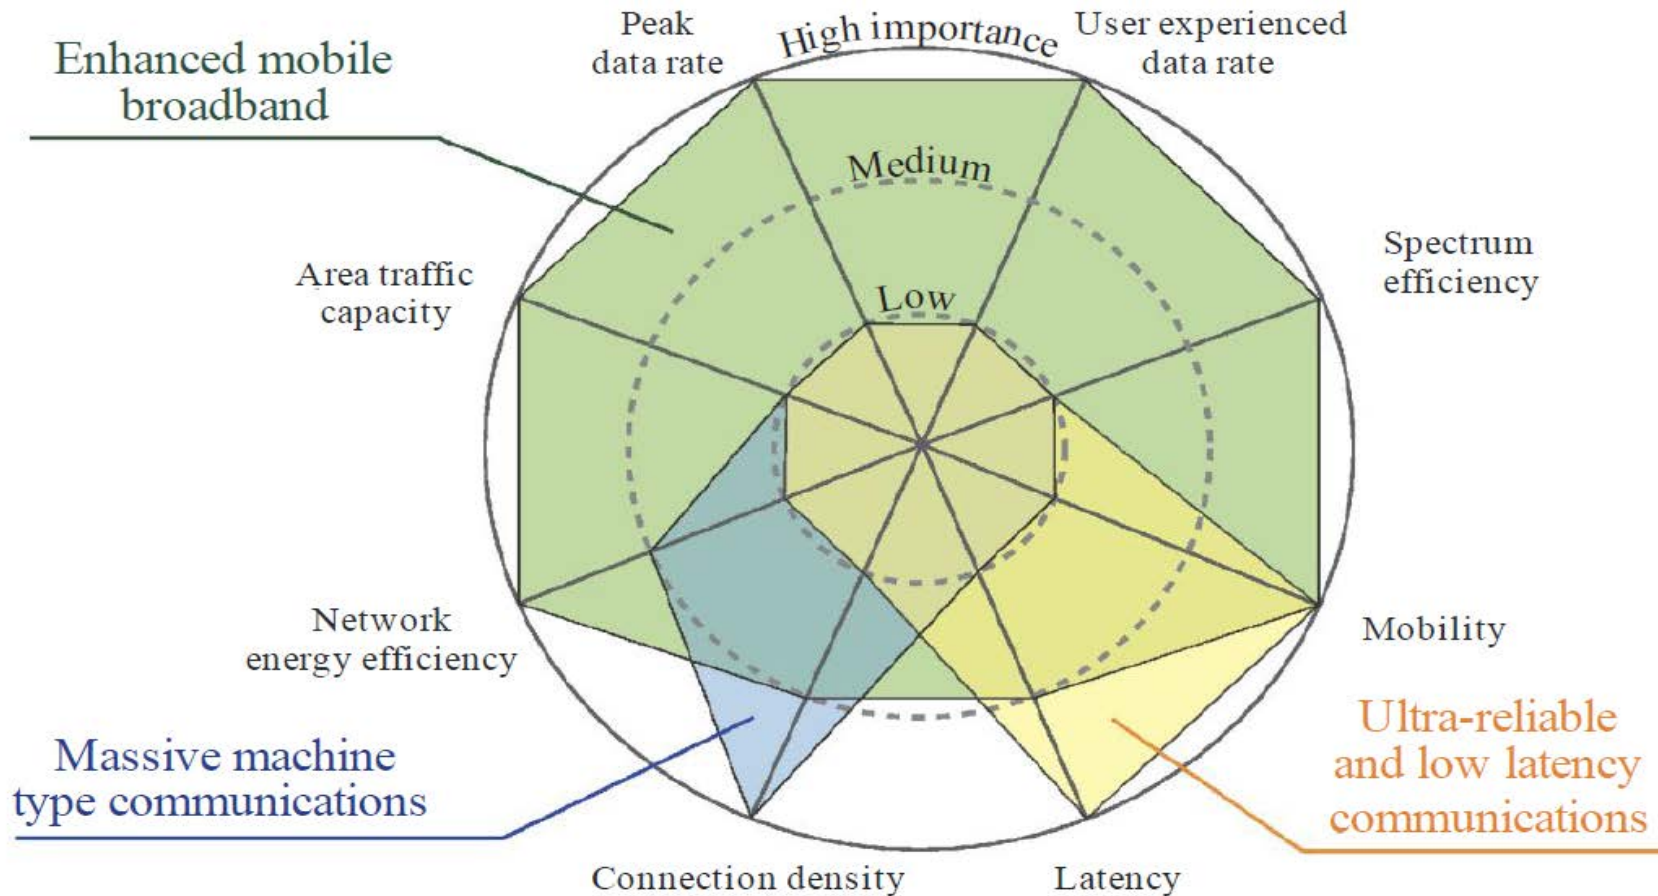 Peak
data rate
High importance
User experienced
data rate
Enhanced mobile
broadband
Medium
Area traffic
capacity
Low
Spectrum
efficiency
Network
energy efficiency
Mobility
Massive machine
type communications
Ultra-reliable
and low latency
communications
Connection density
Latency